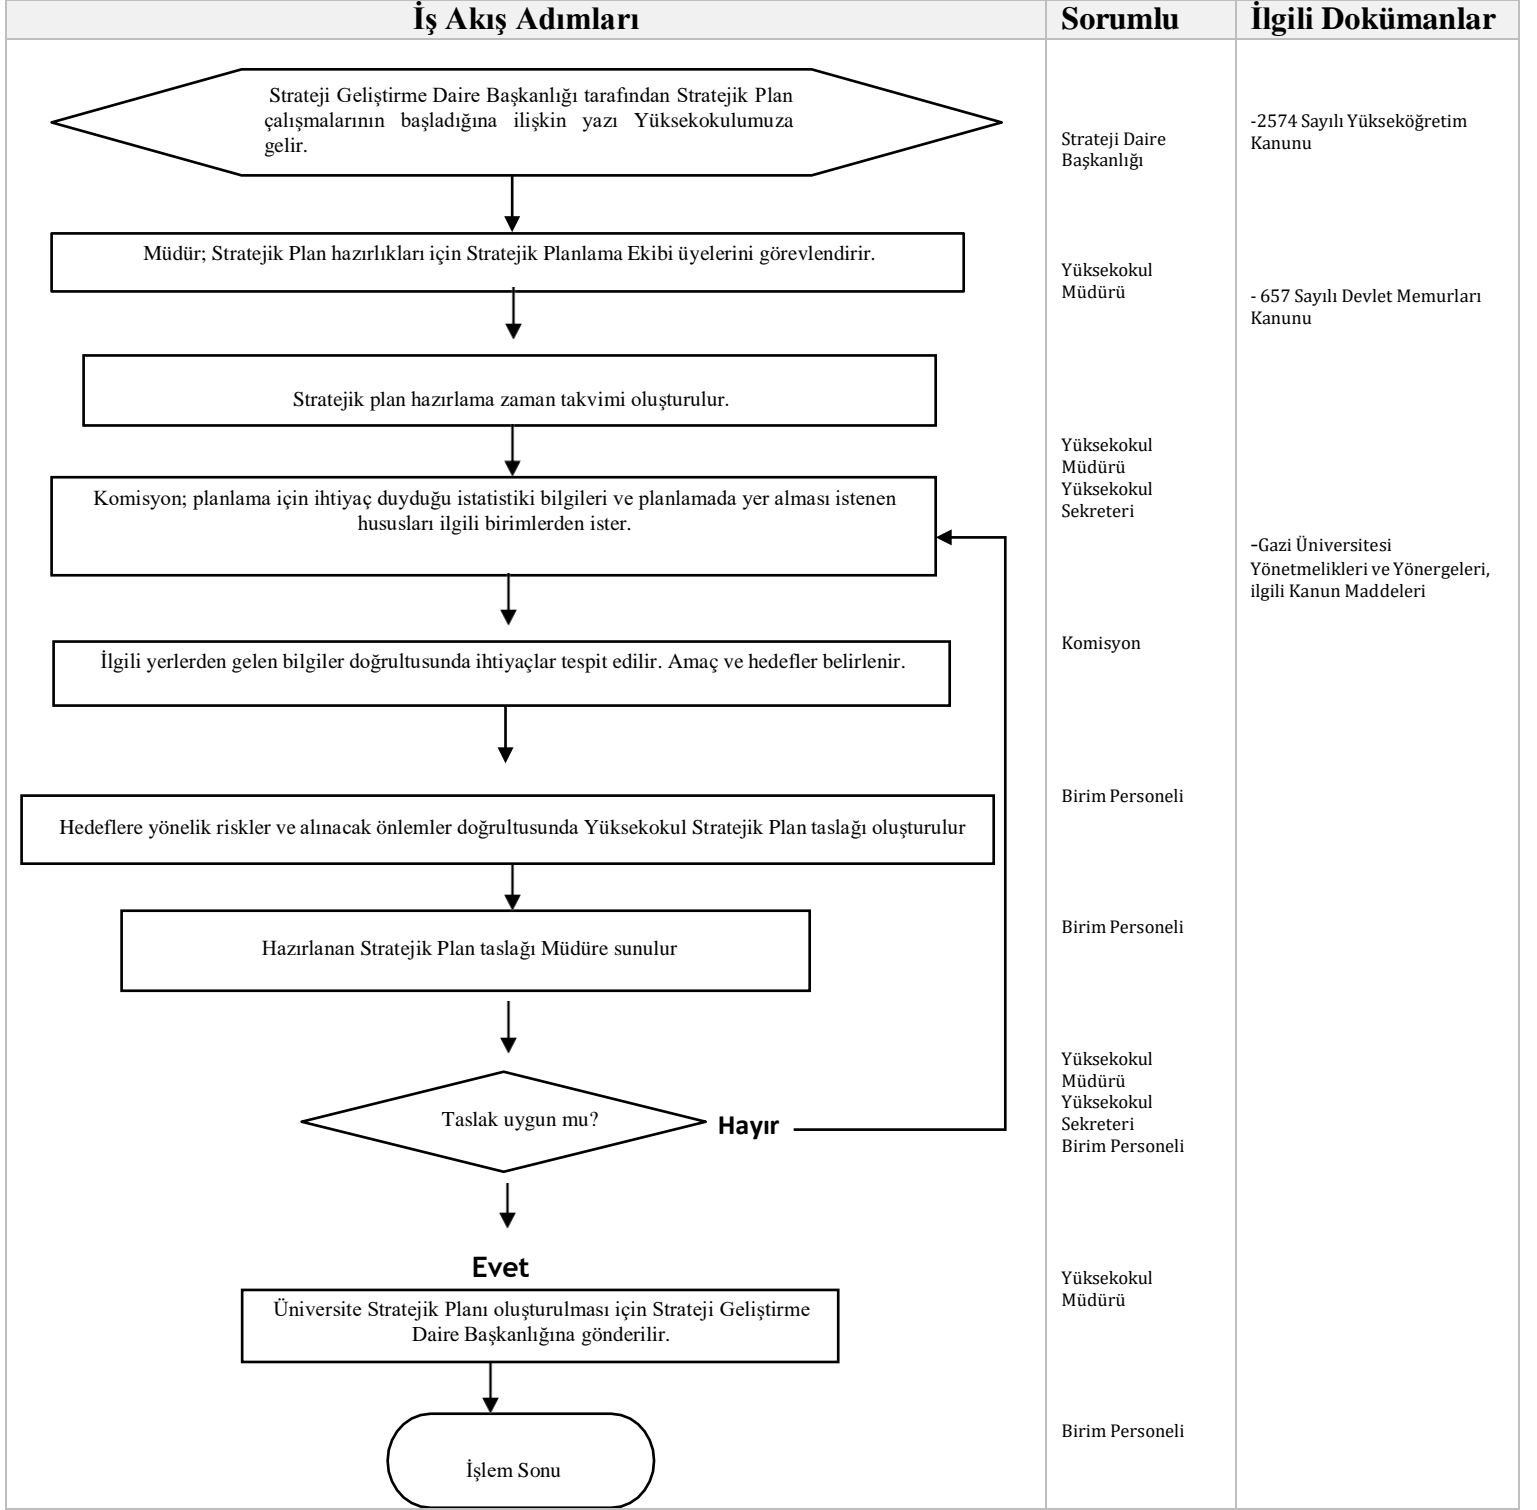 İş Akış Adımları
Sorumlu
İlgili Dokümanlar
Strateji Geliştirme Daire Başkanlığı tarafından Stratejik Plan
çalışmalarının başladığına ilişkin yazı Yüksekokulumuza
gelir.
Strateji Daire
Başkanlığı
-2574 Sayılı Yükseköğretim
Kanunu
Müdür; Stratejik Plan hazırlıkları için Stratejik Planlama Ekibi üyelerini görevlendirir.
Yüksekokul
Müdürü
- 657 Sayılı Devlet Memurları
Kanunu
Stratejik plan hazırlama zaman takvimi oluşturulur.
Yüksekokul
Müdürü
Yüksekokul
Sekreteri
Komisyon; planlama için ihtiyaç duyduğu istatistiki bilgileri ve planlamada yer alması istenen
hususları ilgili birimlerden ister.
-Gazi Üniversitesi
Yönetmelikleri ve Yönergeleri,
ilgili Kanun Maddeleri
İlgili yerlerden gelen bilgiler doğrultusunda ihtiyaçlar tespit edilir. Amaç ve hedefler belirlenir.
Komisyon
Hedeflere yönelik riskler ve alınacak önlemler doğrultusunda Yüksekokul Stratejik Plan taslağı oluşturulur
Birim Personeli
Hazırlanan Stratejik Plan taslağı Müdüre sunulur
Birim Personeli
Taslak uygun mu?
Hayır
Yüksekokul
Müdürü
Yüksekokul
Sekreteri
Birim Personeli
Evet
Üniversite Stratejik Planı oluşturulması için Strateji Geliştirme
Daire Başkanlığına gönderilir.
Yüksekokul
Müdürü
İşlem Sonu
Birim Personeli